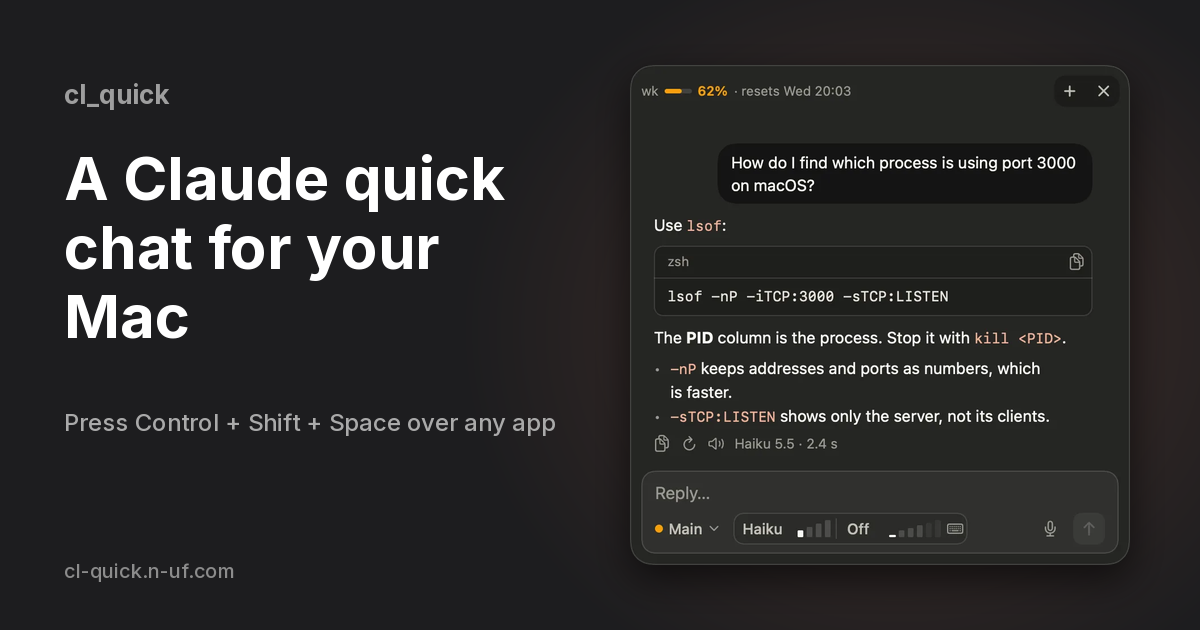 cl_quick
A Claude quick
chat for your
Mac
Press Control + Shift + Space over any app
cl-quick.n-uf.com
wk 62% · resets Wed 20:03
How do I find which process is using port 3000
on macOS?
Use lsof:
zsh
lsof -nP -iTCP:3000 -sTCP:LISTEN
The PID column is the process. Stop it with kill <PID>.
• -nP keeps addresses and ports as numbers, which
is faster.
• -sTCP:LISTEN shows only the server, not its clients.
Haiku 5.5 · 2.4 s
Reply...
Main Haiku Off